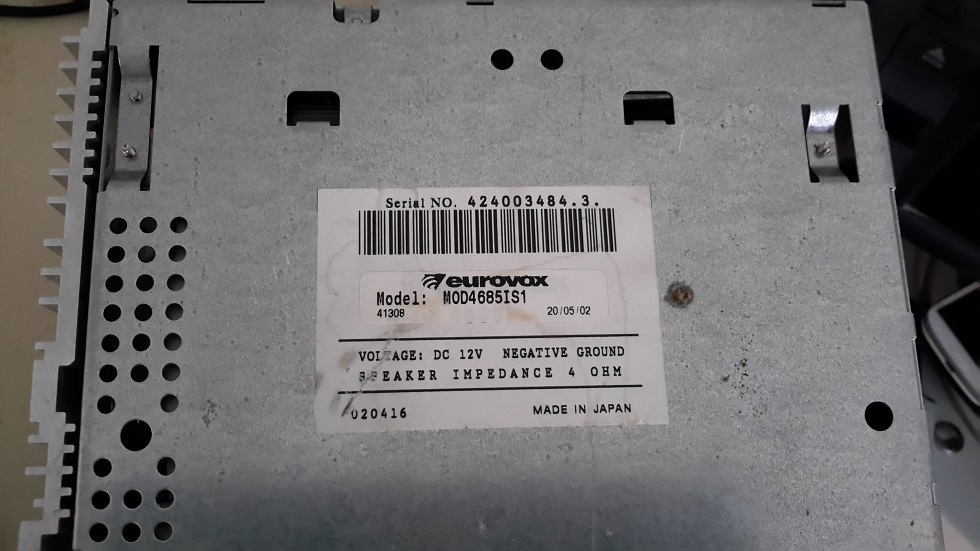 Serial NO. 424003484.3.
eurovox
Model: MOD4685IS1
41308 20/05/02
VOLTAGE: DC 12V NEGATIVE GROUND
SPEAKER IMPEDANCE 4 OHM
020416 MADE IN JAPAN